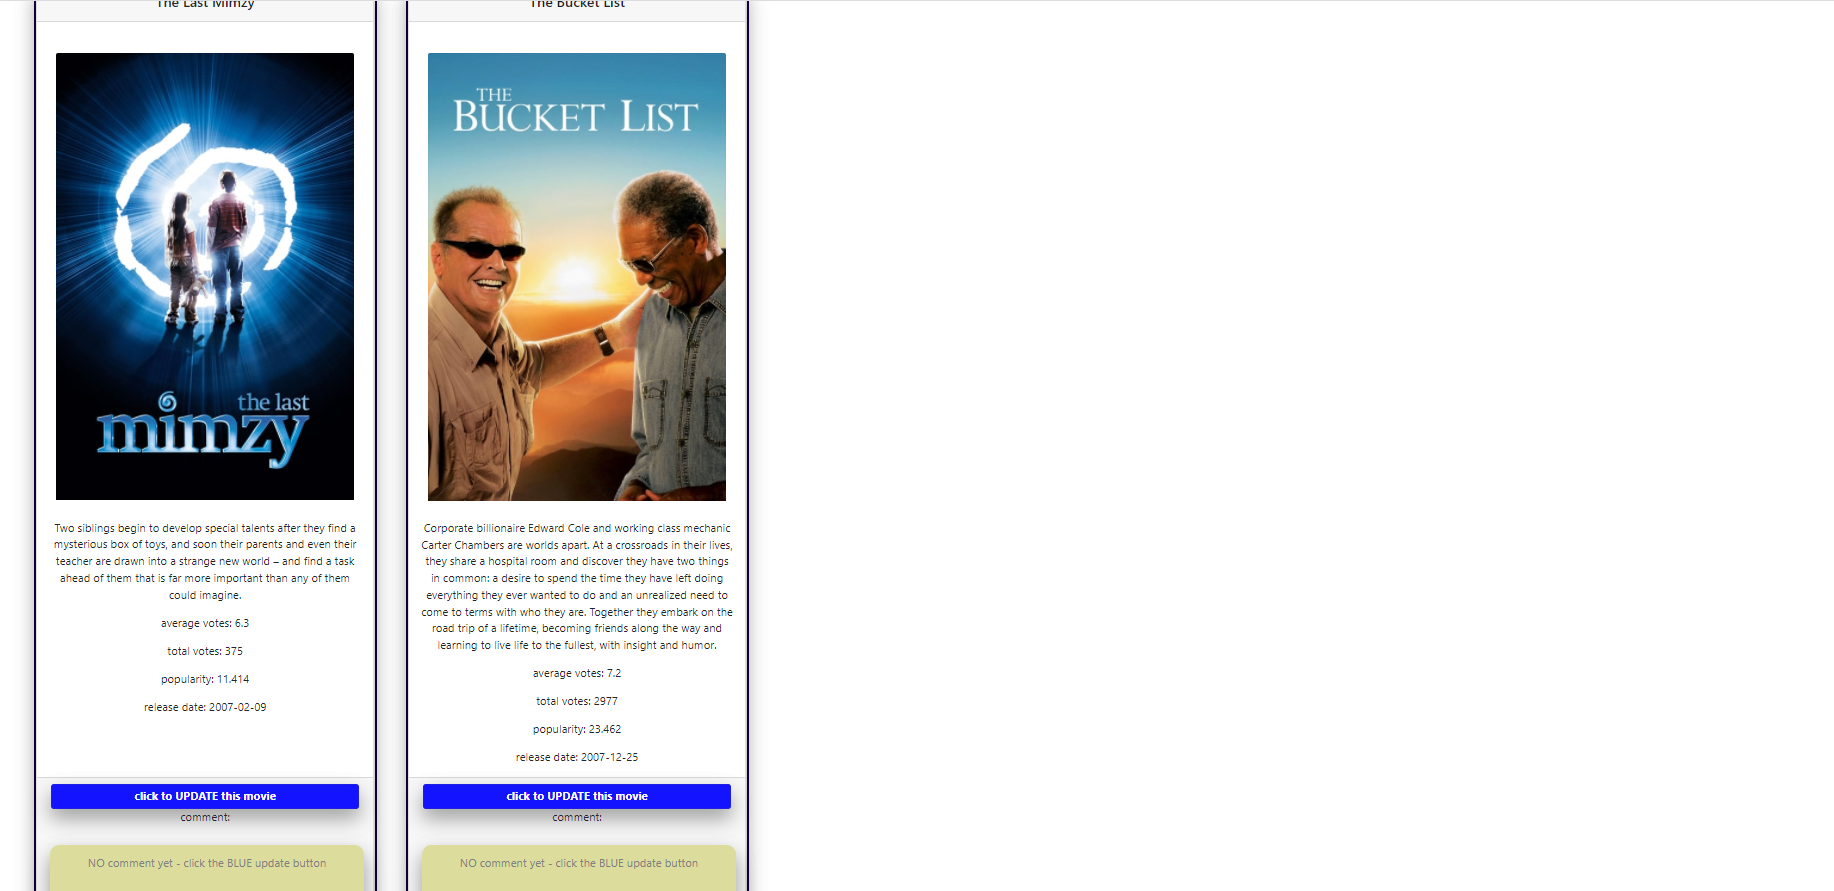 The Last Mimzy
the last
mimzy
Two siblings begin to develop special talents after they find a
mysterious box of toys, and soon their parents and even their
teacher are drawn into a strange new world – and find a task
ahead of them that is far more important than any of them
could imagine.
average votes: 6.3
total votes: 375
popularity: 11.414
release date: 2007-02-09
click to UPDATE this movie
comment:
NO comment yet - click the BLUE update button
The Bucket List
THE
BUCKET LIST
Corporate billionaire Edward Cole and working class mechanic
Carter Chambers are worlds apart. At a crossroads in their lives,
they share a hospital room and discover they have two things
in common: a desire to spend the time they have left doing
everything they ever wanted to do and an unrealized need to
come to terms with who they are. Together they embark on the
road trip of a lifetime, becoming friends along the way and
learning to live life to the fullest, with insight and humor.
average votes: 7.2
total votes: 2977
popularity: 23.462
release date: 2007-12-25
click to UPDATE this movie
comment:
NO comment yet - click the BLUE update button